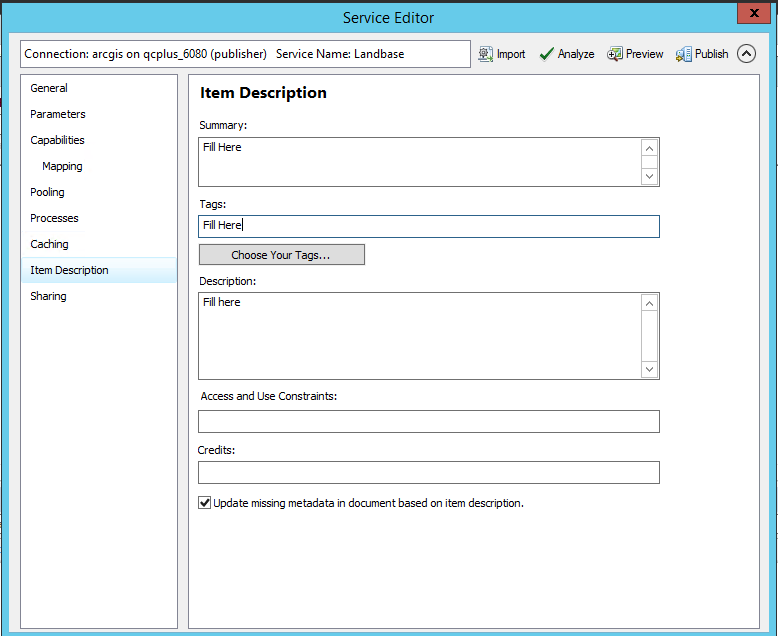 Service Editor
x
Connection: arcgis on qcplus_6080 (publisher) Service Name: Landbase
Import
Analyze
Preview
Publish
General
Parameters
Capabilities
Mapping
Pooling
Processes
Caching
Item Description
Sharing
Item Description
Summary:
Fill Here
Tags:
Fill Here
Choose Your Tags...
Description:
Fill here
Access and Use Constraints:
Credits:
Update missing metadata in document based on item description.